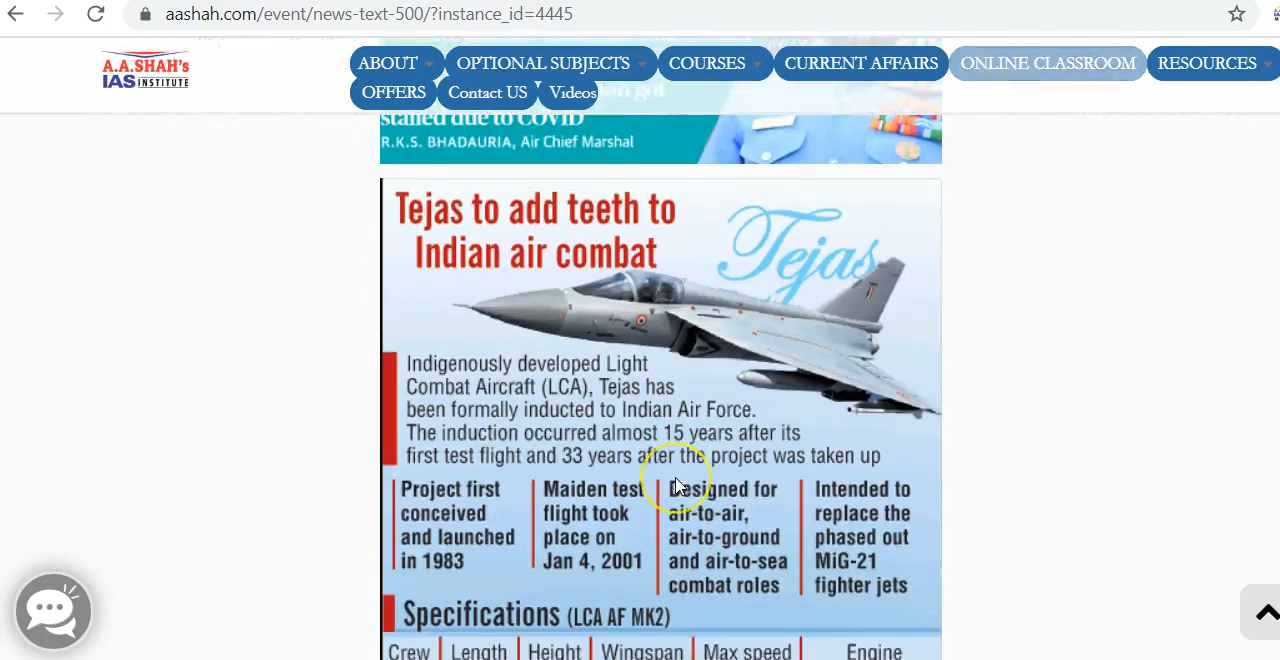 aashah.com/event/news-text-500/?instance_id=4445
A.A.SHAH's
IAS INSTITUTE
ABOUT OPTIONAL SUBJECTS COURSES CURRENT AFFAIRS ONLINE CLASSROOM RESOURCES
OFFERS Contact US Videos
got
stalled due to COVID
R.K.S. BHADAURIA, Air Chief Marshal
Tejas to add teeth to
Indian air combat
Tejas
Indigenously developed Light
Combat Aircraft (LCA), Tejas has
been formally inducted to Indian Air Force.
The induction occurred almost 15 years after its
first test flight and 33 years after the project was taken up
Project first
conceived
and launched
in 1983
Maiden test
flight took
place on
Jan 4, 2001
Designed for
air-to-air,
air-to-ground
and air-to-sea
combat roles
Intended to
replace the
phased out
MiG-21
fighter jets
Specifications (LCA AF MK2)
Crew Length Height Wingspan Max speed Engine